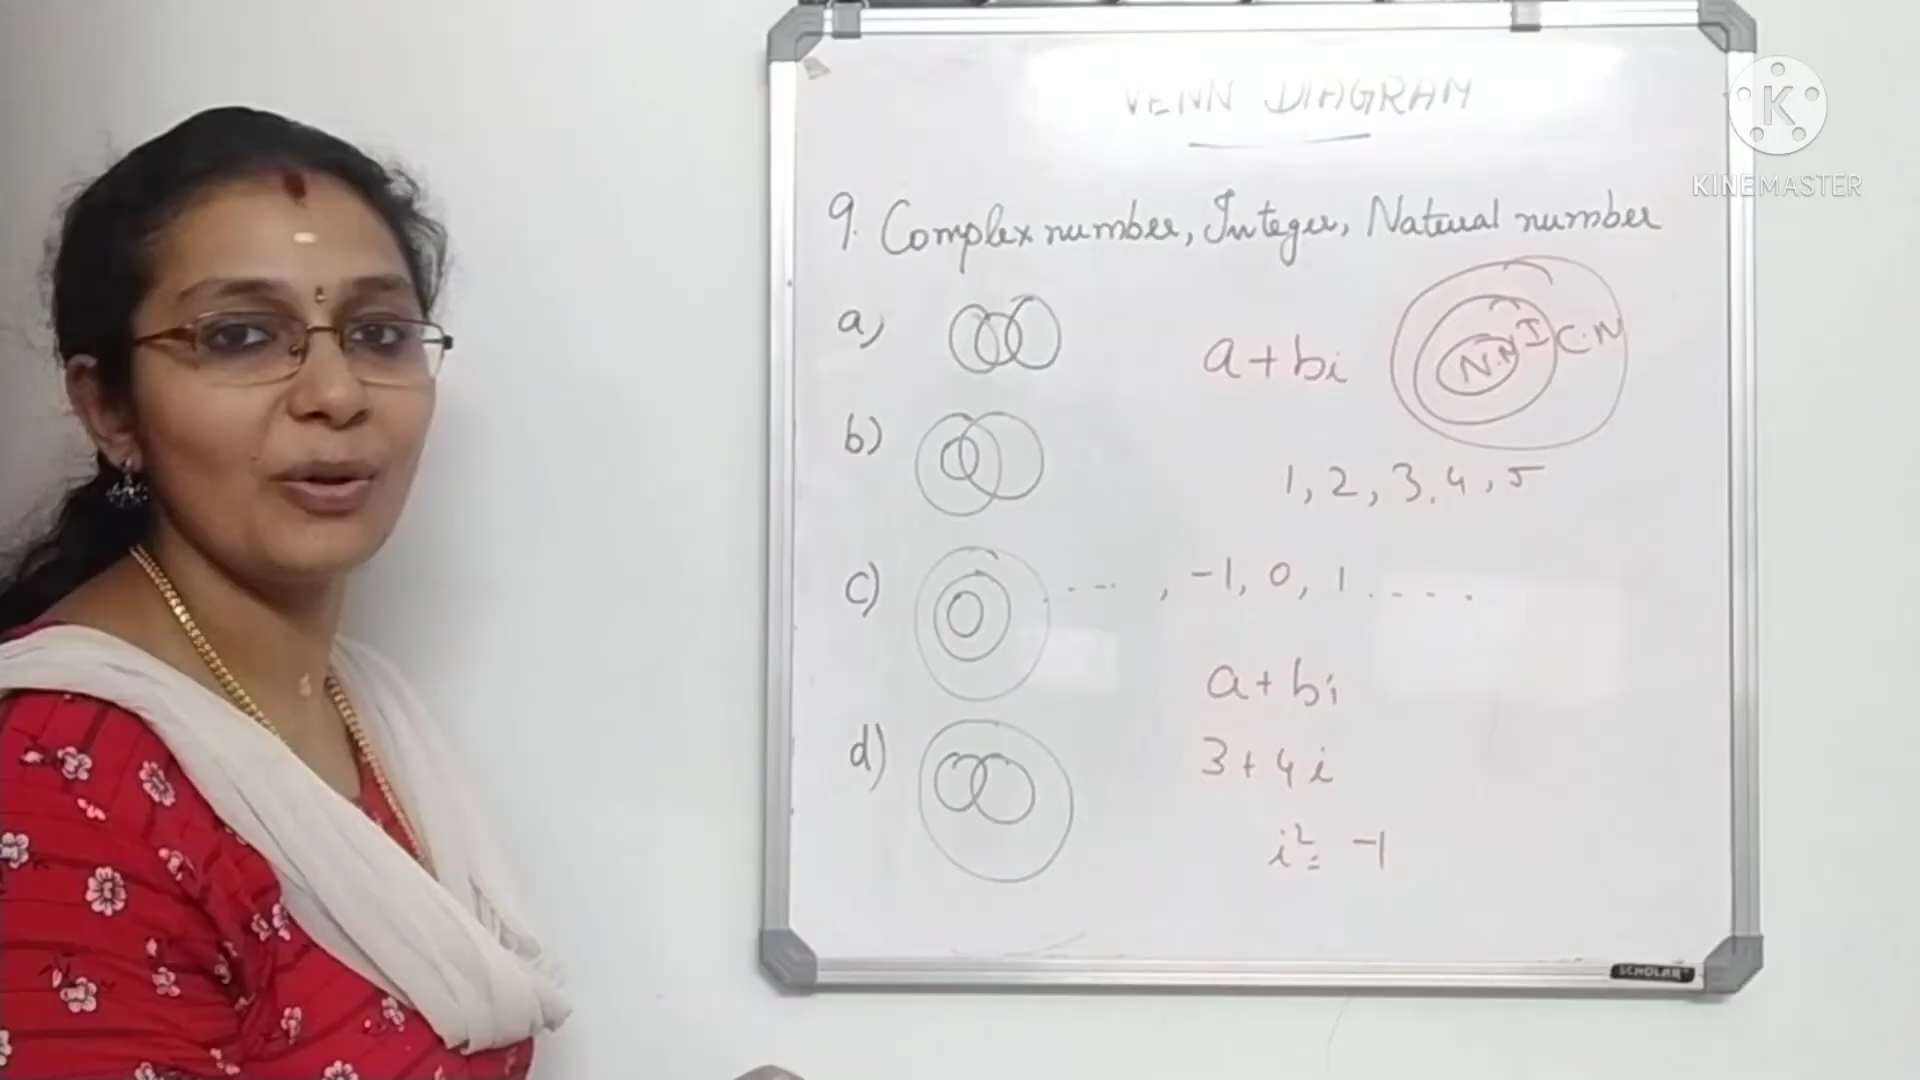 VENN DIAGRAM
K
KINEMASTER
9. Complex number, Integer, Natural number
a)
a + bi
N.N I C.N
b)
1, 2, 3, 4, 5
c)
...., -1, 0, 1 . . . . .
a + bi
d)
3 + 4i
i² = -1
SCHOLAR